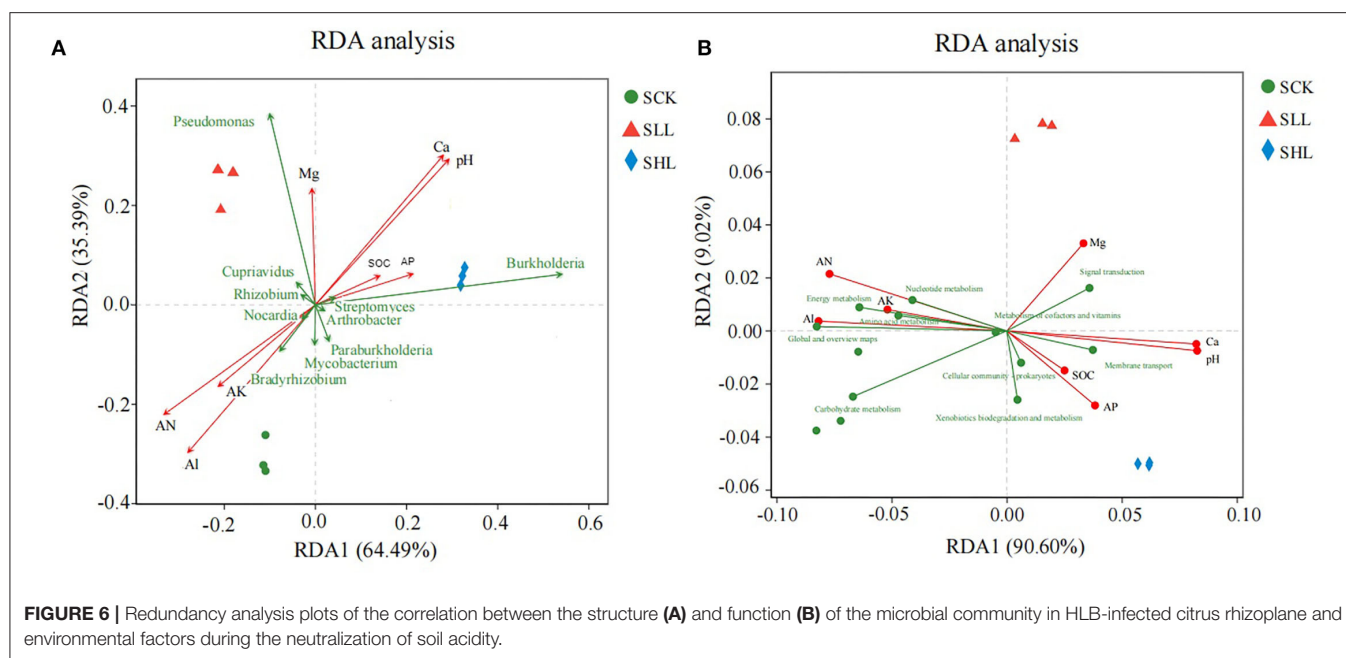 A
RDA analysis
RDA2 (35.39%)
0.4
0.2
0.0
-0.2
-0.4
-0.2
0.0
0.2
0.4
0.6
RDA1 (64.49%)
Pseudomonas
Mg
Ca
pH
SOC
AP
Burkholderia
Cupriavidus
Rhizobium
Streptomyces
Nocardia
Arthrobacter
Paraburkholderia
Mycobacterium
Bradyrhizobium
AK
AN
Al
SCK
SLL
SHL
B
RDA analysis
RDA2 (9.02%)
0.08
0.06
0.04
0.02
0.00
-0.02
-0.04
-0.06
-0.10
-0.05
0.00
0.05
0.10
RDA1 (90.60%)
Mg
AN
Signal transduction
Nucleotide metabolism
Energy metabolism
AK
Metabolism of cofactors and vitamins
Al
Amino acid metabolism
Global and overview maps
Ca
pH
Membrane transport
SOC
Cellular community - prokaryotes
AP
Carbohydrate metabolism
Xenobiotics biodegradation and metabolism
SCK
SLL
SHL
FIGURE 6 | Redundancy analysis plots of the correlation between the structure (A) and function (B) of the microbial community in HLB-infected citrus rhizoplane and
environmental factors during the neutralization of soil acidity.